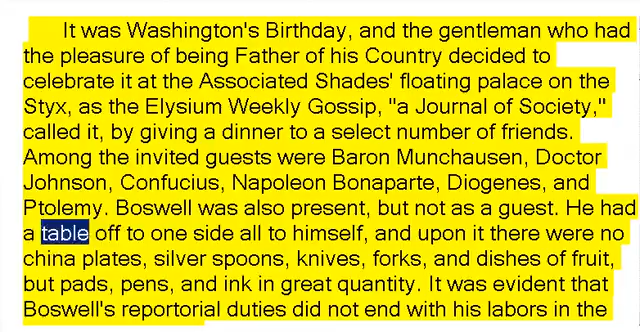 It was Washington's Birthday, and the gentleman who had
the pleasure of being Father of his Country decided to
celebrate it at the Associated Shades' floating palace on the
Styx, as the Elysium Weekly Gossip, "a Journal of Society,"
called it, by giving a dinner to a select number of friends.
Among the invited guests were Baron Munchausen, Doctor
Johnson, Confucius, Napoleon Bonaparte, Diogenes, and
Ptolemy. Boswell was also present, but not as a guest. He had
a table off to one side all to himself, and upon it there were no
china plates, silver spoons, knives, forks, and dishes of fruit,
but pads, pens, and ink in great quantity. It was evident that
Boswell's reportorial duties did not end with his labors in the